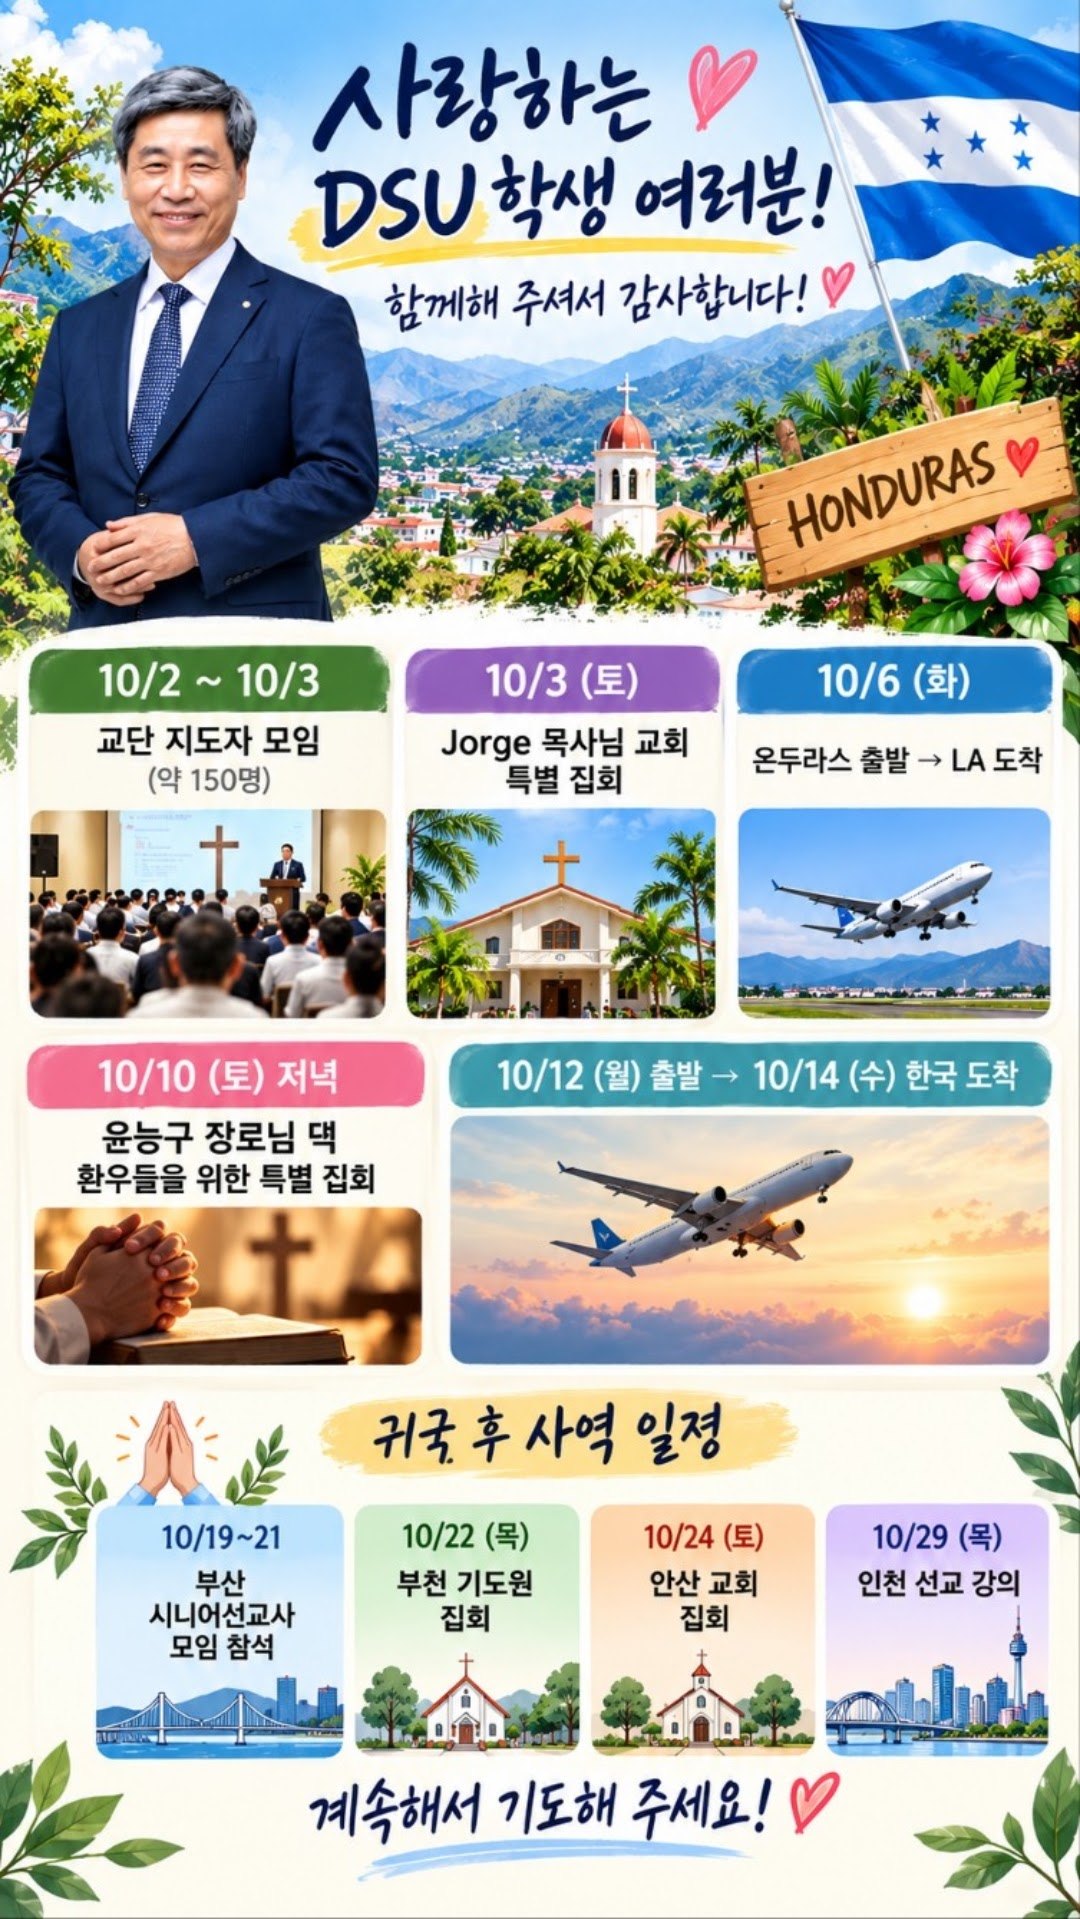 사랑하는
DSU 학생 여러분!
함께해 주셔서 감사합니다!
HONDURAS
10/2 ~ 10/3
교단 지도자 모임
(약 150명)
10/3 (토)
Jorge 목사님 교회
특별 집회
10/6 (화)
온두라스 출발 → LA 도착
10/10 (토) 저녁
윤능구 장로님 댁
환우들을 위한 특별 집회
10/12 (월) 출발 → 10/14 (수) 한국 도착
귀국 후 사역 일정
10/19~21
부산
시니어선교사
모임 참석
10/22 (목)
부천 기도원
집회
10/24 (토)
안산 교회
집회
10/29 (목)
인천 선교 강의
계속해서 기도해 주세요!